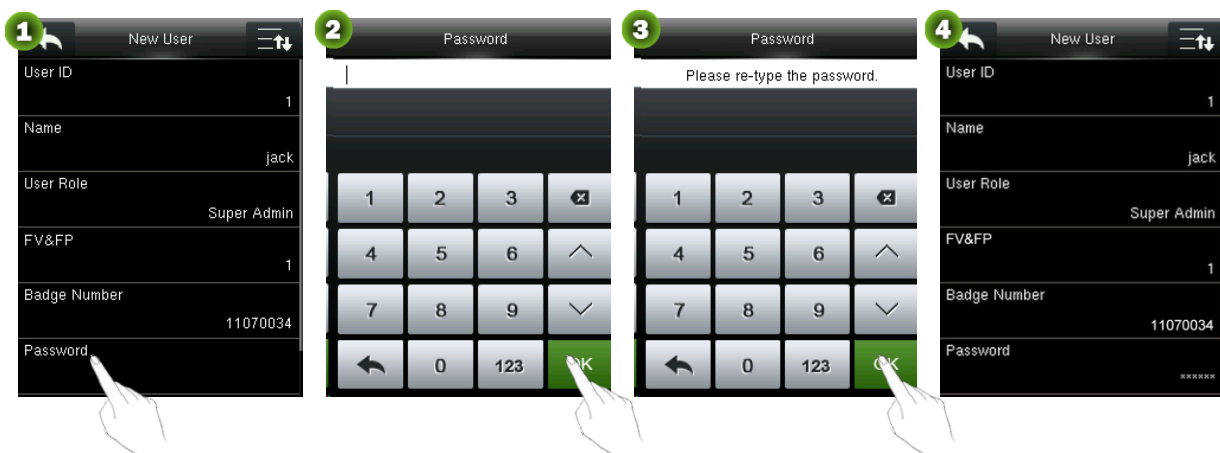 1
New User
User ID
1
Name
jack
User Role
Super Admin
FV&FP
1
Badge Number
11070034
Password
2
Password
1 2 3
4 5 6
7 8 9
0 123 OK
3
Password
Please re-type the password.
1 2 3
4 5 6
7 8 9
0 123 OK
4
New User
User ID
1
Name
jack
User Role
Super Admin
FV&FP
1
Badge Number
11070034
Password
******